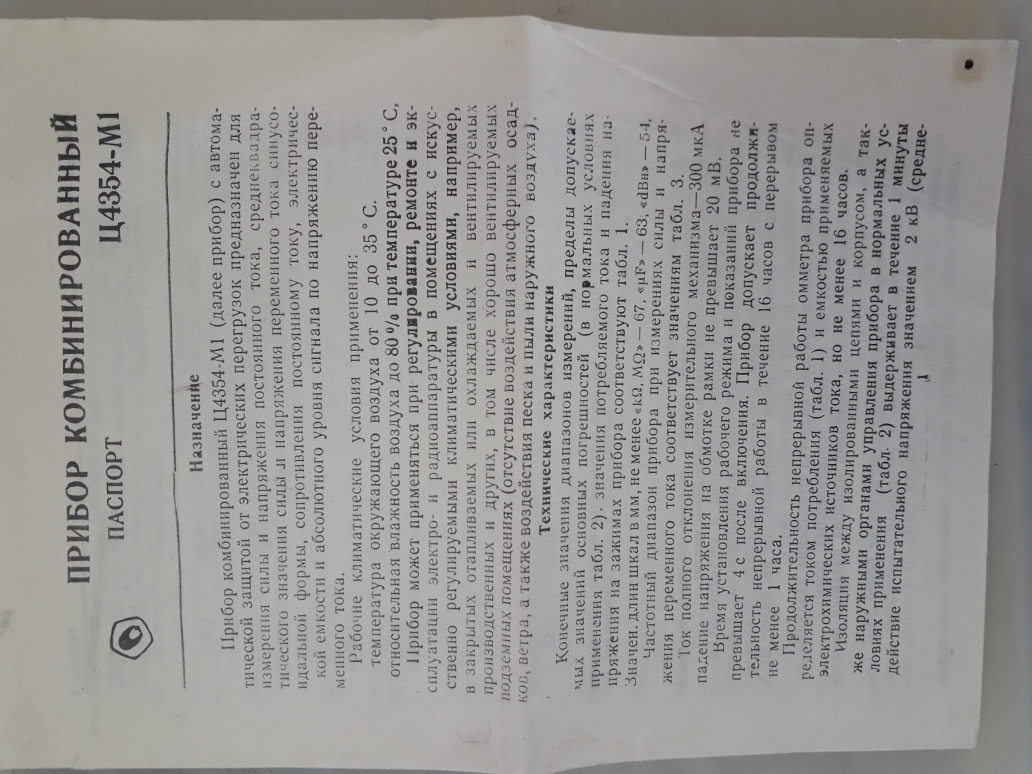 ПРИБОР КОМБИНИРОВАННЫЙ
ПАСПОРТ Ц4354-М1
Назначение
Прибор комбинированный Ц4354-М1 (далее прибор) с автома-
тической защитой от электрических перегрузок предназначен для
измерения силы и напряжения постоянного тока, среднеквадра-
тического значения силы и напряжения переменного тока синусо-
идальной формы, сопротивления постоянному току, электричес-
кой емкости и абсолютного уровня сигнала по напряжению пере-
менного тока.
Рабочие климатические условия применения:
температура окружающего воздуха от 10 до 35°С,
относительная влажность воздуха до 80% при температуре 25°С.
Прибор может применяться при регулировании, ремонте и эк-
сплуатации электро- и радиоаппаратуры в помещениях с искус-
ственно регулируемыми климатическими условиями, например,
в закрытых отапливаемых или охлаждаемых и вентилируемых
производственных и других, в том числе хорошо вентилируемых
подземных помещениях (отсутствие воздействия атмосферных осад-
ков, ветра, а также воздействия песка и пыли наружного воздуха).
Технические характеристики
Конечные значения диапазонов измерений, пределы допускае-
мых значений основных погрешностей (в нормальных условиях
применения табл. 2). значения потребляемого тока и падения на-
пряжения на зажимах прибора соответствуют табл. 1.
Значен. длин шкал в мм, не менее «kΩ, MΩ»—67, «µF»—63, «dBн»—54,
Частотный диапазон прибора при измерениях силы и напря-
жения переменного тока соответствует значениям табл. 3.
Ток полного отклонения измерительного механизма—300 мкА
падение напряжения на обмотке рамки не превышает 20 мВ.
Время установления рабочего режима и показаний прибора не
превышает 4 с после включения. Прибор допускает продолжи-
тельность непрерывной работы в течение 16 часов с перерывом
не менее 1 часа.
Продолжительность непрерывной работы омметра прибора оп-
ределяется током потребления (табл. 1) и емкостью применяемых
электрохимических источников тока, но не менее 16 часов.
Изоляция между изолированными цепями и корпусом, а так-
же наружными органами управления прибора в нормальных ус-
ловиях применения (табл. 2) выдерживает в течение 1 минуты
действие испытательного напряжения значением 2 кВ (средне-
1